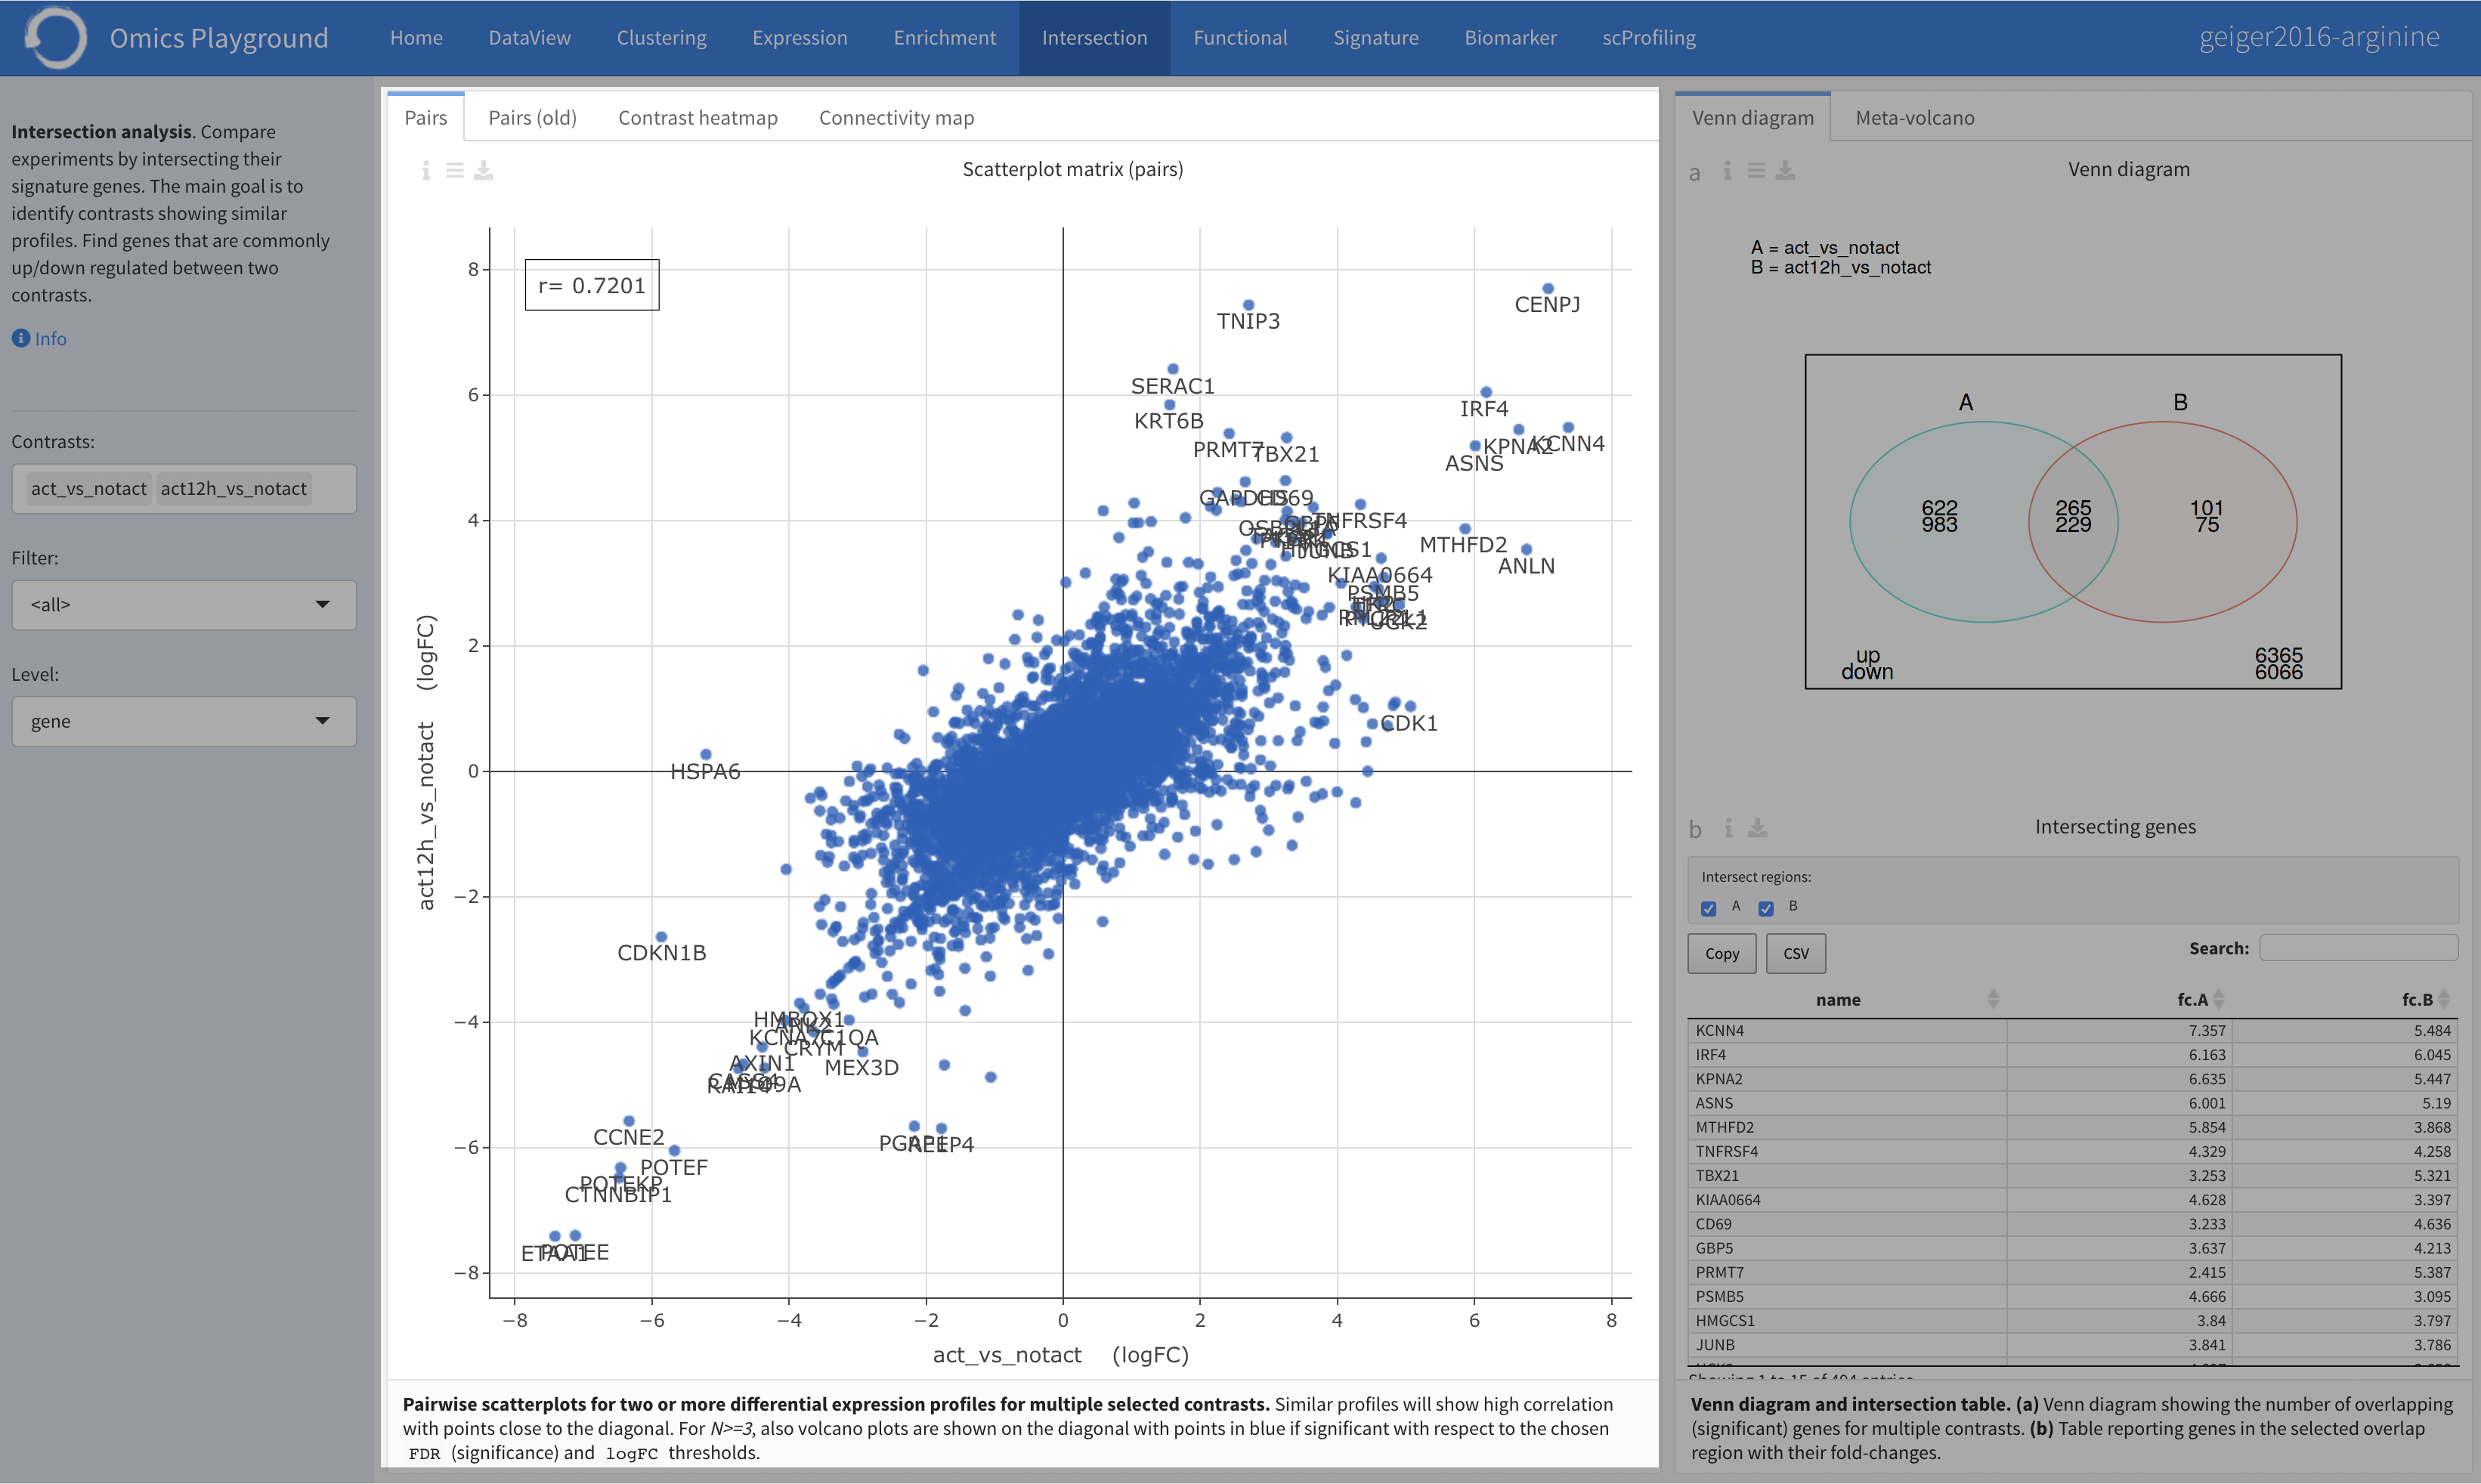 Omics Playground
Home DataView Clustering Expression Enrichment Intersection Functional Signature Biomarker scProfiling
geiger2016-arginine
Intersection analysis. Compare
experiments by intersecting their
signature genes. The main goal is to
identify contrasts showing similar
profiles. Find genes that are commonly
up/down regulated between two
contrasts.
Info
Contrasts:
act_vs_notact act12h_vs_notact
Filter:
<all>
Level:
gene
Pairs Pairs (old) Contrast heatmap Connectivity map
Scatterplot matrix (pairs)
r= 0.7201
8
6
4
2
0
−2
−4
−6
−8
act12h_vs_notact (logFC)
CENPJ
TNIP3
SERAC1
IRF4
KRT6B
PRMT7
TBX21
KPNA2
KCNN4
ASNS
CD69
TNFRSF4
MTHFD2
HMGCS1
ANLN
KIAA0664
PSMB5
CDK1
HSPA6
CDKN1B
HMBOX1
C1QA
CRYM
AXIN1
MEX3D
CCNE2
POTEF
POTEKP
CTNNBIP1
ETAA1
POTEE
−8 −6 −4 −2 0 2 4 6 8
act_vs_notact (logFC)
Pairwise scatterplots for two or more differential expression profiles for multiple selected contrasts. Similar profiles will show high correlation
with points close to the diagonal. For N>=3, also volcano plots are shown on the diagonal with points in blue if significant with respect to the chosen
FDR (significance) and logFC thresholds.
Venn diagram Meta-volcano
a
Venn diagram
A = act_vs_notact
B = act12h_vs_notact
A B
622 265 101
983 229 75
up 6365
down 6066
b
Intersecting genes
Intersect regions:
A B
Copy CSV
Search:
name fc.A fc.B
KCNN4 7.357 5.484
IRF4 6.163 6.045
KPNA2 6.635 5.447
ASNS 6.001 5.19
MTHFD2 5.854 3.868
TNFRSF4 4.329 4.258
TBX21 3.253 5.321
KIAA0664 4.628 3.397
CD69 3.233 4.636
GBP5 3.637 4.213
PRMT7 2.415 5.387
PSMB5 4.666 3.095
HMGCS1 3.84 3.797
JUNB 3.841 3.786
Showing 1 to 15 of 494 entries
Venn diagram and intersection table. (a) Venn diagram showing the number of overlapping
(significant) genes for multiple contrasts. (b) Table reporting genes in the selected overlap
region with their fold-changes.